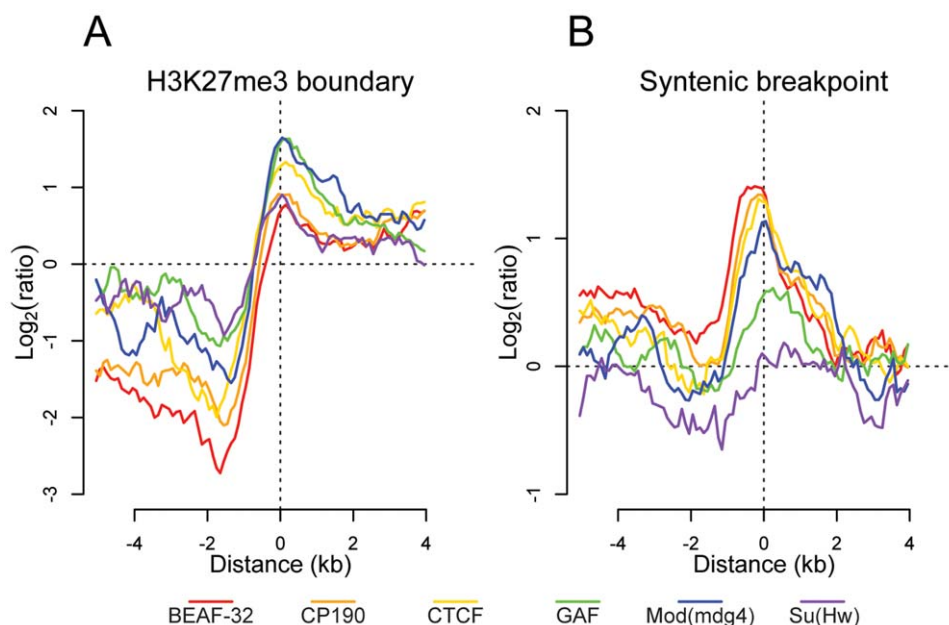 A
H3K27me3 boundary
Log2(ratio)
2
1
0
-1
-2
-3
-4
-2
0
2
4
Distance (kb)
B
Syntenic breakpoint
Log2(ratio)
2
1
0
-1
-4
-2
0
2
4
Distance (kb)
BEAF-32
CP190
CTCF
GAF
Mod(mdg4)
Su(Hw)